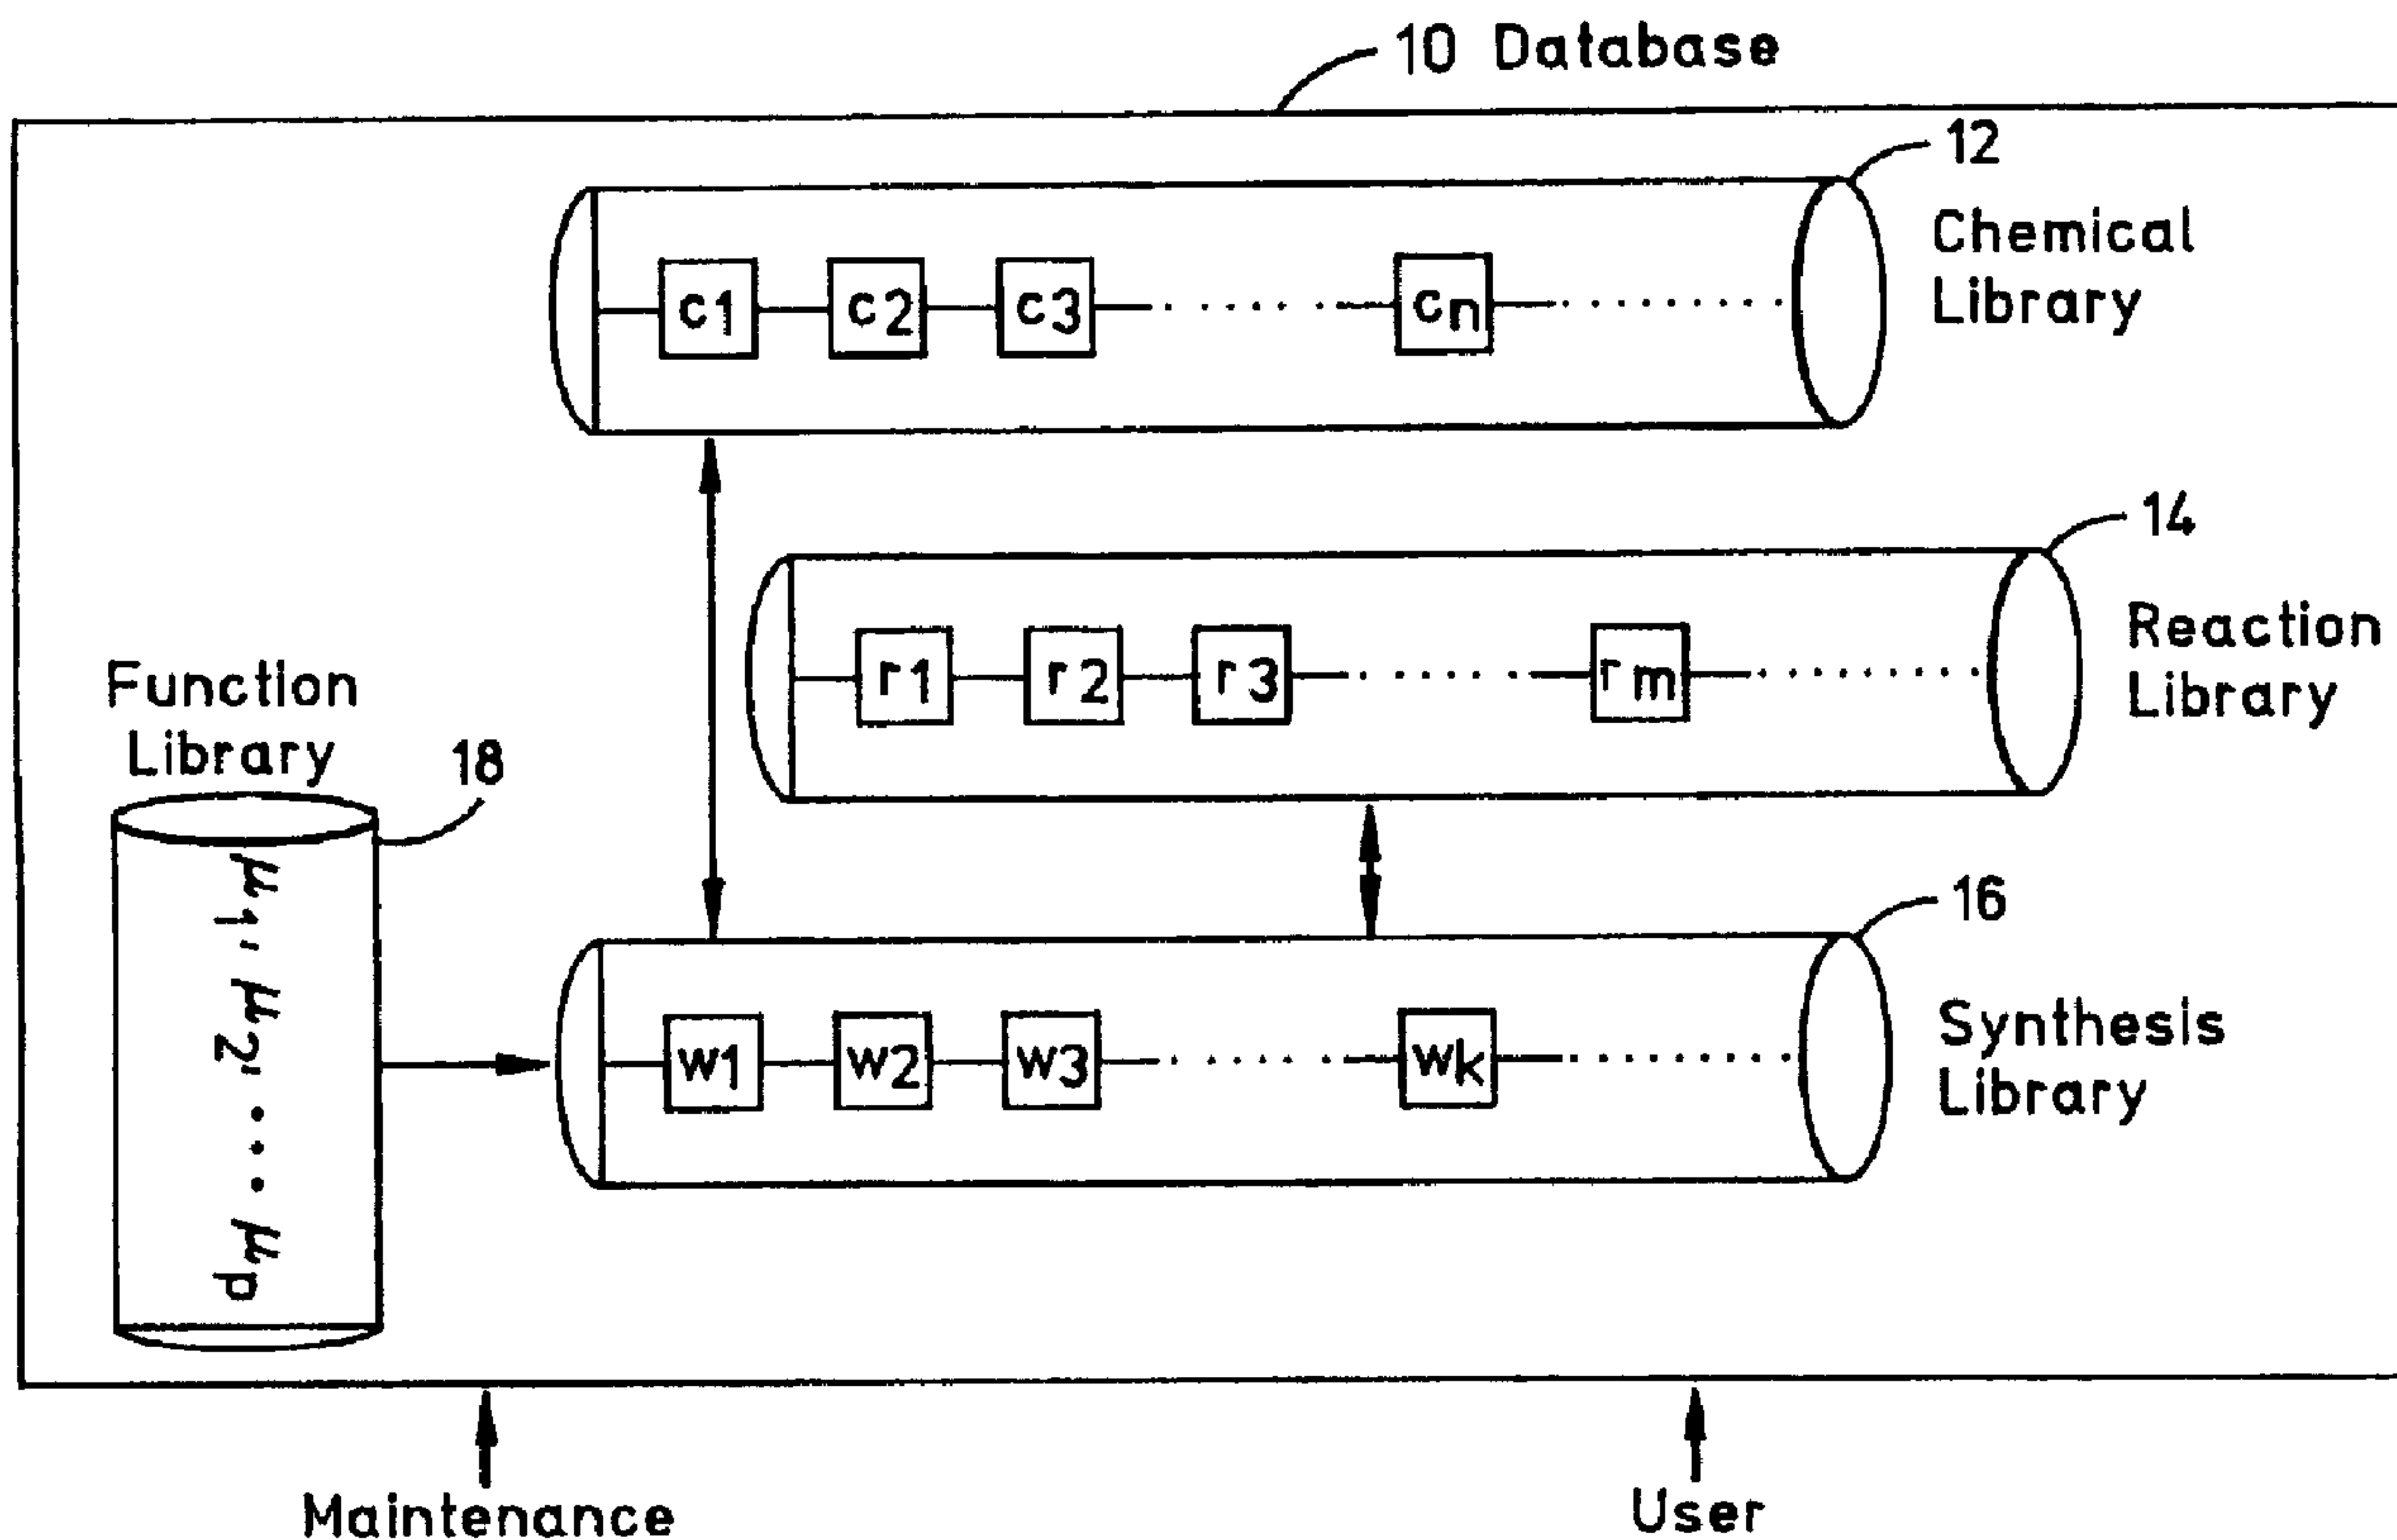 10 Database
12
Chemical
Library
c1 c2 c3 ....... cn ..........
14
Reaction
Library
r1 r2 r3 ....... rm ..........
Function
Library
18
μ1, μ2, ... μp
16
Synthesis
Library
w1 w2 w3 ....... wk ..........
Maintenance
User